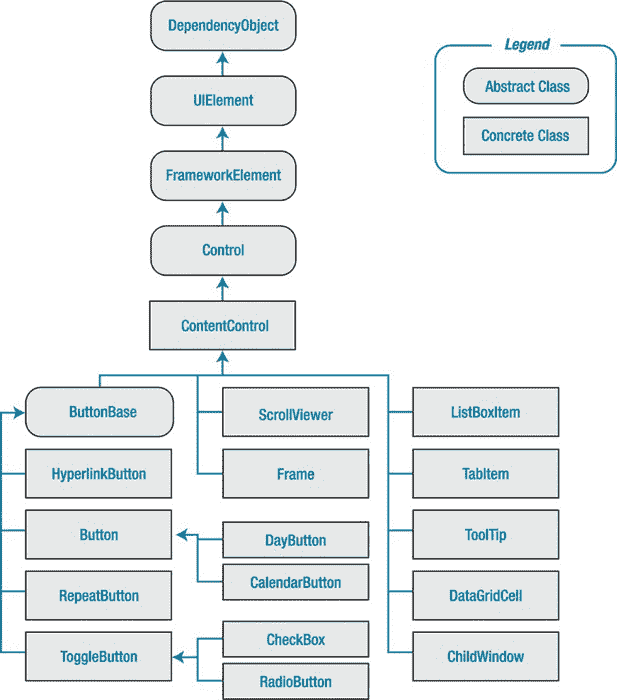 DependencyObject
Legend
UIElement
Abstract Class
Concrete Class
FrameworkElement
Control
ContentControl
ButtonBase
ScrollViewer
ListBoxItem
HyperlinkButton
Frame
TabItem
Button
DayButton
ToolTip
CalendarButton
RepeatButton
DataGridCell
CheckBox
ToggleButton
ChildWindow
RadioButton